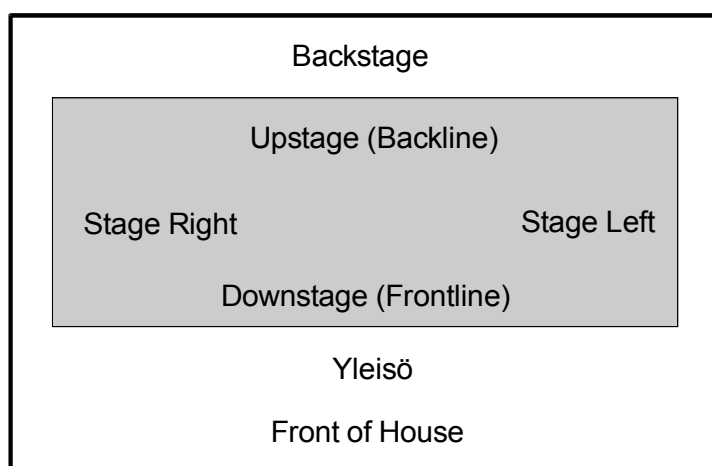 Backstage
Upstage (Backline)
Stage Right
Stage Left
Downstage (Frontline)
Yleisö
Front of House